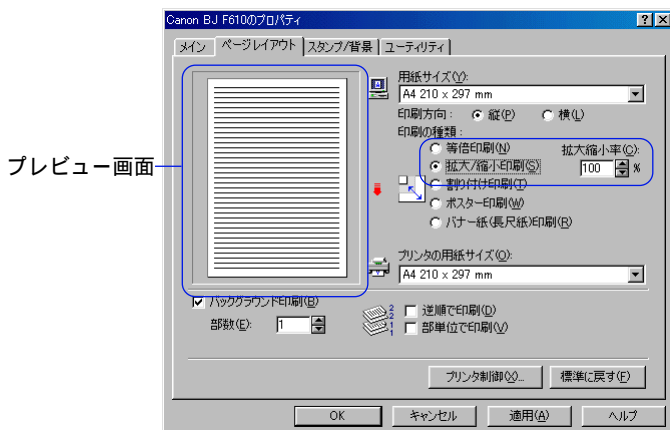 Canon BJ F610のプロパティ
メイン ページレイアウト スタンプ/背景 ユーティリティ
プレビュー画面
用紙サイズ(Y):
A4 210 x 297 mm
印刷方向: 縦(P) 横(L)
印刷の種類:
等倍印刷(N) 拡大縮小率(C):
拡大/縮小印刷(S) 100 %
割り付け印刷(T)
ポスター印刷(W)
バナー紙(長尺紙)印刷(R)
プリンタの用紙サイズ(O):
A4 210 x 297 mm
バックグラウンド印刷(B)
部数(E): 1
2
2
1
1
逆順で印刷(D)
部単位で印刷(V)
プリンタ制御(X)... 標準に戻す(F)
OK キャンセル 適用(A) ヘルプ